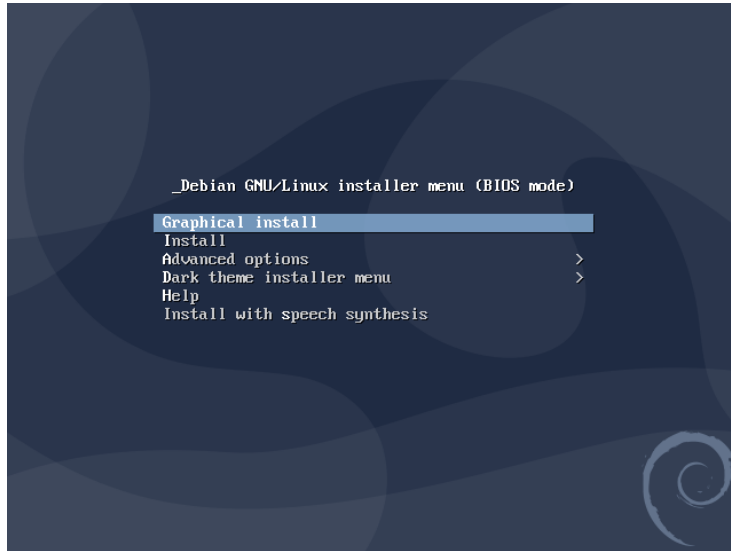 _Debian GNU/Linux installer menu (BIOS mode)
Graphical install
Install
Advanced options >
Dark theme installer menu >
Help
Install with speech synthesis